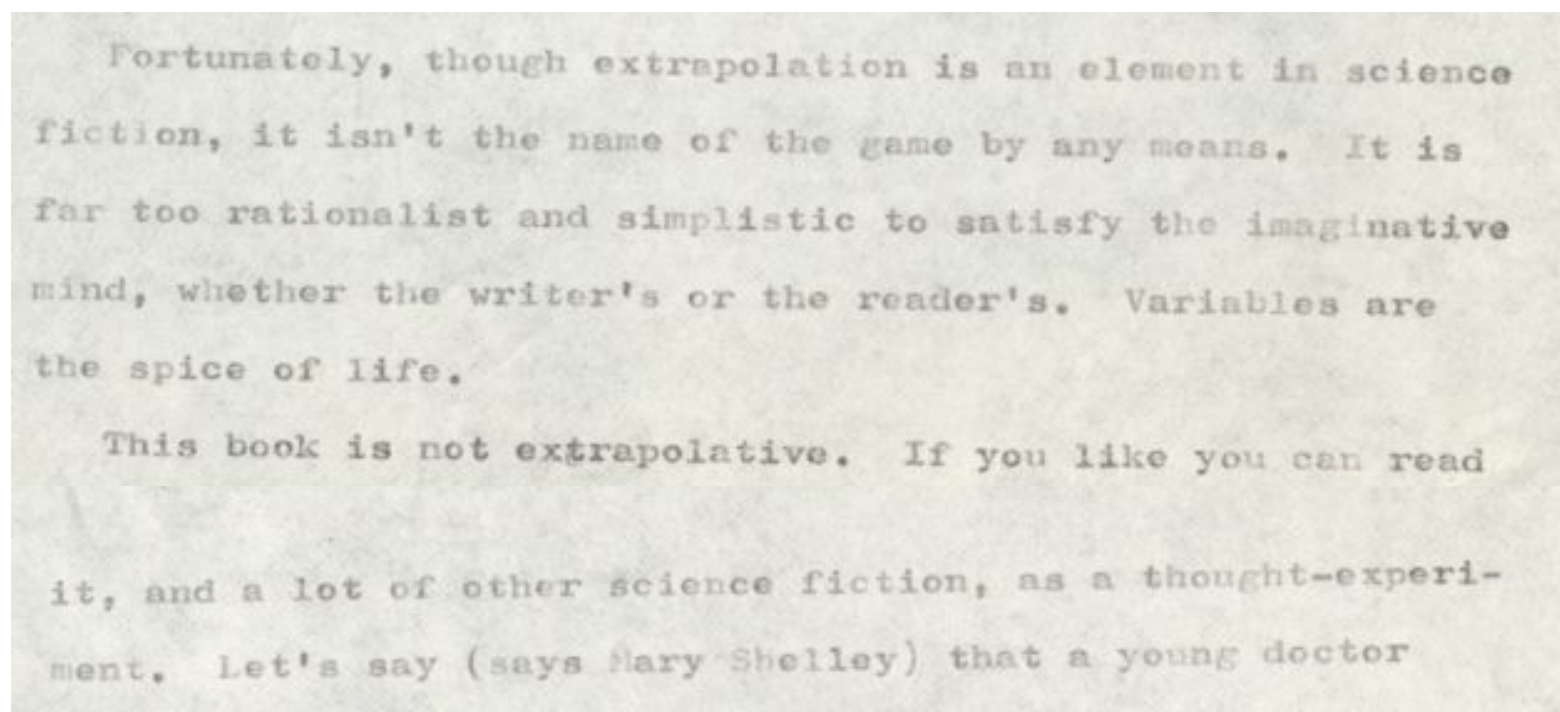 Fortunately, though extrapolation is an element in science
fiction, it isn't the name of the game by any means. It is
far too rationalist and simplistic to satisfy the imaginative
mind, whether the writer's or the reader's. Variables are
the spice of life.
This book is not extrapolative. If you like you can read
it, and a lot of other science fiction, as a thought-experi-
ment. Let's say (says Mary Shelley) that a young doctor